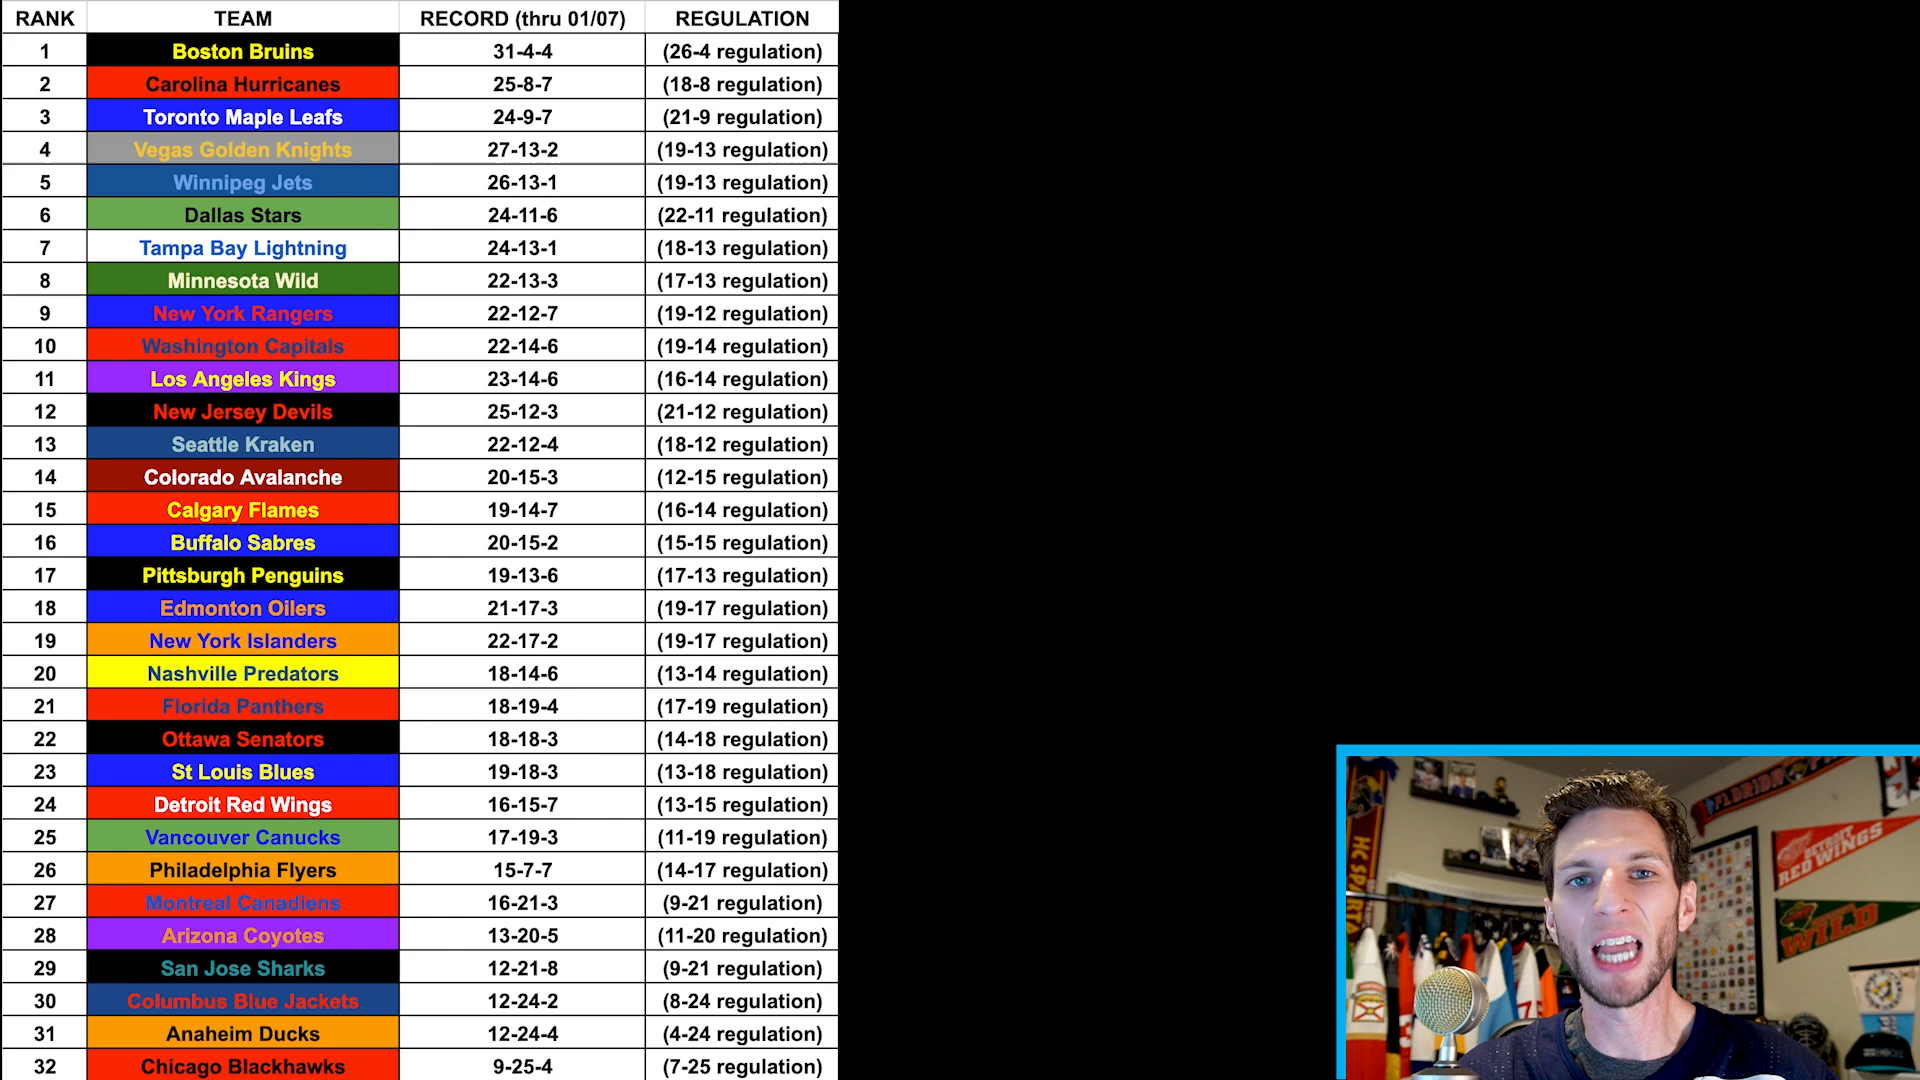 RANK TEAM RECORD (thru 01/07) REGULATION
1 Boston Bruins 31-4-4 (26-4 regulation)
2 Carolina Hurricanes 25-8-7 (18-8 regulation)
3 Toronto Maple Leafs 24-9-7 (21-9 regulation)
4 Vegas Golden Knights 27-13-2 (19-13 regulation)
5 Winnipeg Jets 26-13-1 (19-13 regulation)
6 Dallas Stars 24-11-6 (22-11 regulation)
7 Tampa Bay Lightning 24-13-1 (18-13 regulation)
8 Minnesota Wild 22-13-3 (17-13 regulation)
9 New York Rangers 22-12-7 (19-12 regulation)
10 Washington Capitals 22-14-6 (19-14 regulation)
11 Los Angeles Kings 23-14-6 (16-14 regulation)
12 New Jersey Devils 25-12-3 (21-12 regulation)
13 Seattle Kraken 22-12-4 (18-12 regulation)
14 Colorado Avalanche 20-15-3 (12-15 regulation)
15 Calgary Flames 19-14-7 (16-14 regulation)
16 Buffalo Sabres 20-15-2 (15-15 regulation)
17 Pittsburgh Penguins 19-13-6 (17-13 regulation)
18 Edmonton Oilers 21-17-3 (19-17 regulation)
19 New York Islanders 22-17-2 (19-17 regulation)
20 Nashville Predators 18-14-6 (13-14 regulation)
21 Florida Panthers 18-19-4 (17-19 regulation)
22 Ottawa Senators 18-18-3 (14-18 regulation)
23 St Louis Blues 19-18-3 (13-18 regulation)
24 Detroit Red Wings 16-15-7 (13-15 regulation)
25 Vancouver Canucks 17-19-3 (11-19 regulation)
26 Philadelphia Flyers 15-7-7 (14-17 regulation)
27 Montreal Canadiens 16-21-3 (9-21 regulation)
28 Arizona Coyotes 13-20-5 (11-20 regulation)
29 San Jose Sharks 12-21-8 (9-21 regulation)
30 Columbus Blue Jackets 12-24-2 (8-24 regulation)
31 Anaheim Ducks 12-24-4 (4-24 regulation)
32 Chicago Blackhawks 9-25-4 (7-25 regulation)
FLORIDA
DETROIT
RED WINGS
WILD
HC SPARTA